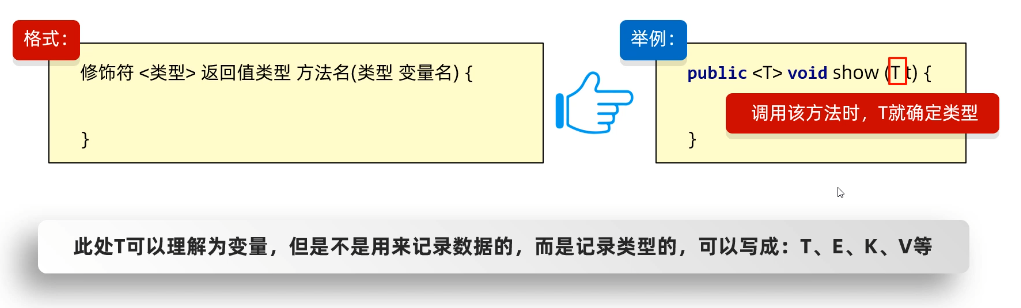 格式：
修饰符 <类型> 返回值类型 方法名(类型 变量名) {
}
举例：
public <T> void show (T t) {
调用该方法时，T就确定类型
}
此处T可以理解为变量，但是不是用来记录数据的，而是记录类型的，可以写成：T、E、K、V等